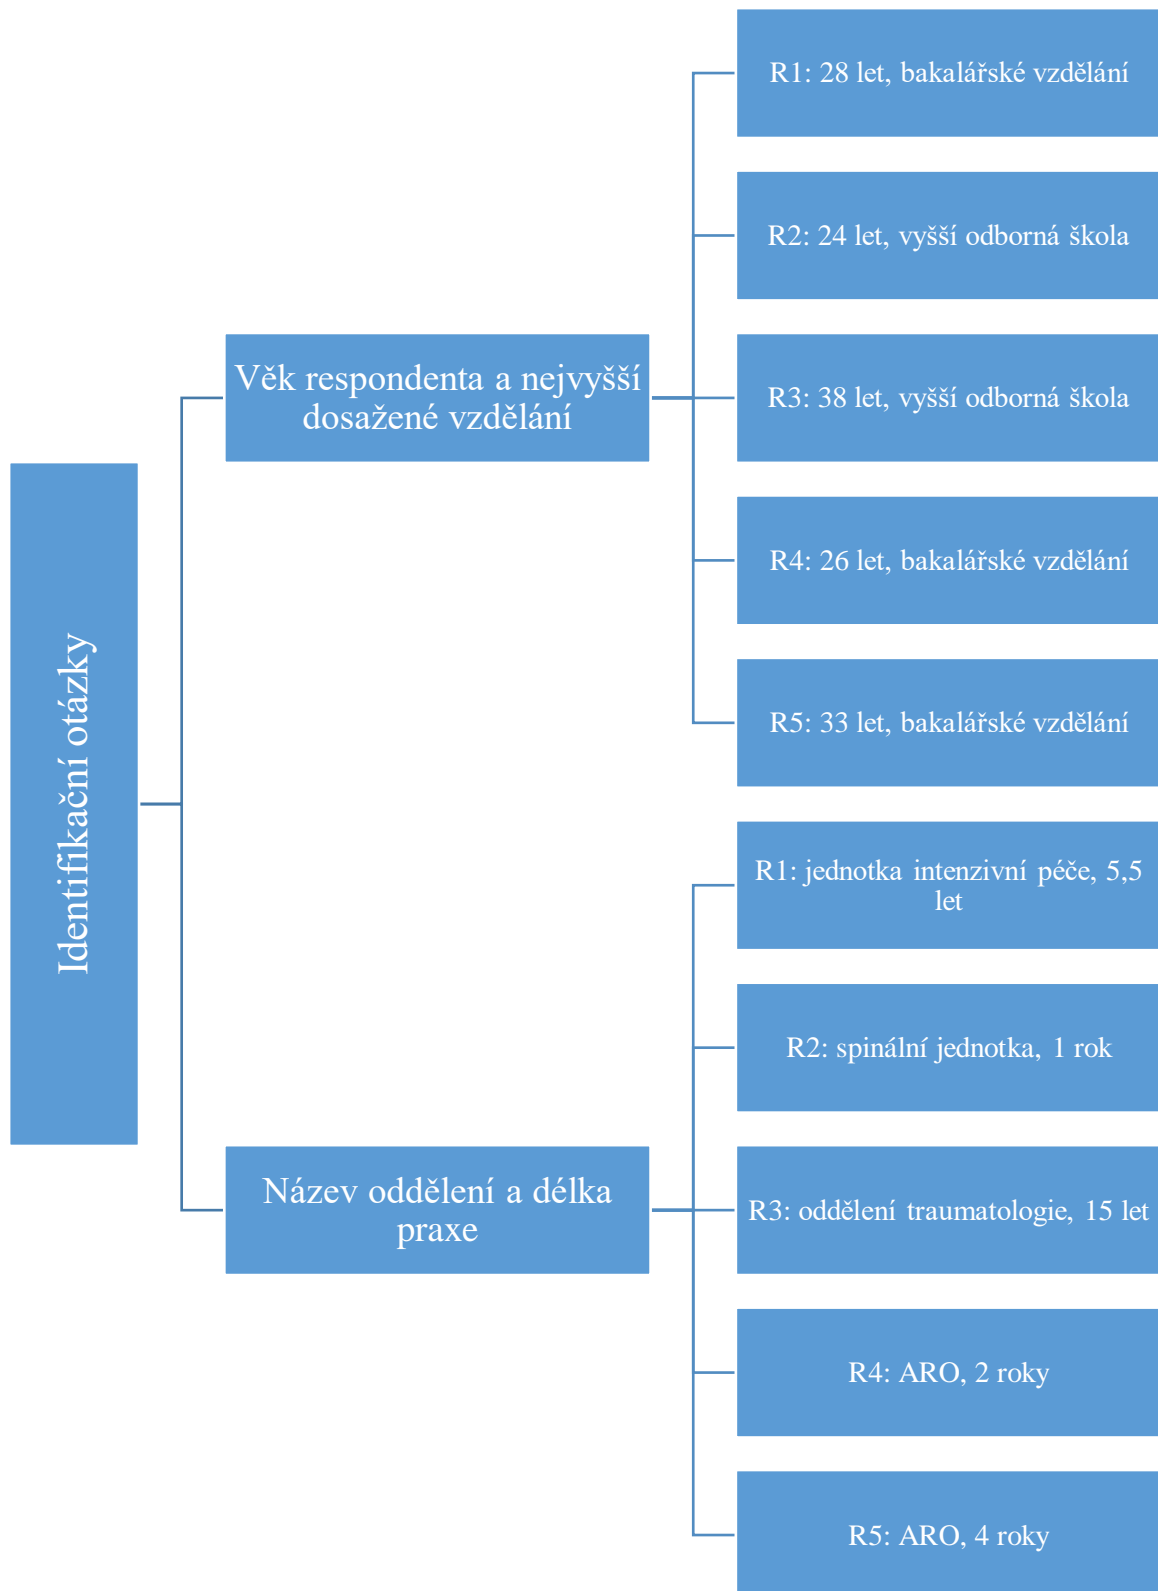 Identifikační otázky
Věk respondenta a nejvyšší
dosažené vzdělání
R1: 28 let, bakalářské vzdělání
R2: 24 let, vyšší odborná škola
R3: 38 let, vyšší odborná škola
R4: 26 let, bakalářské vzdělání
R5: 33 let, bakalářské vzdělání
Název oddělení a délka
praxe
R1: jednotka intenzivní péče, 5,5
let
R2: spinální jednotka, 1 rok
R3: oddělení traumatologie, 15 let
R4: ARO, 2 roky
R5: ARO, 4 roky